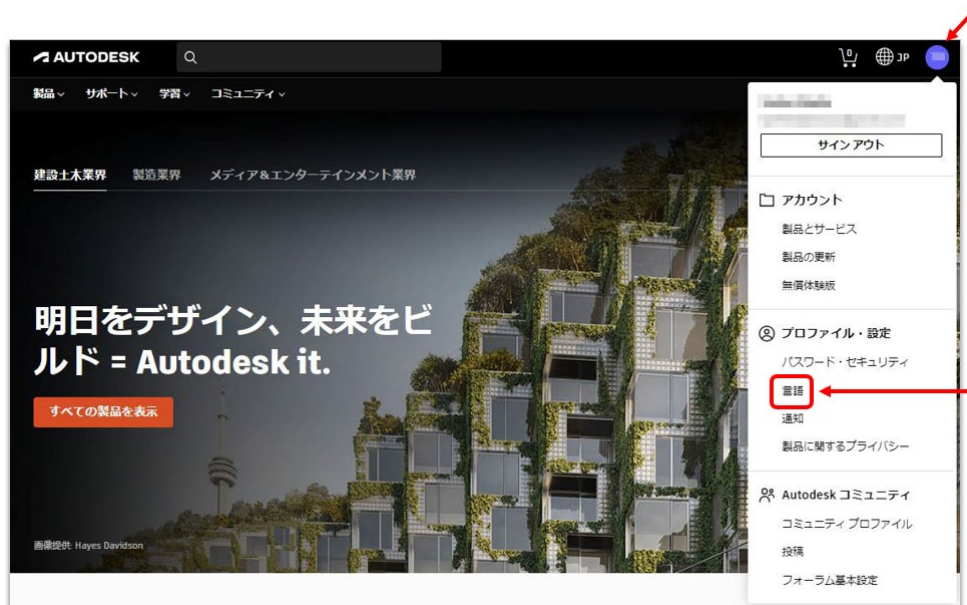 AUTODESK
0
JP
製品
サポート
学習
コミュニティ
サイン アウト
建設土木業界
製造業界
メディア&エンターテインメント業界
アカウント
製品とサービス
製品の更新
無償体験版
明日をデザイン、未来をビ
ルド = Autodesk it.
すべての製品を表示
プロファイル・設定
パスワード・セキュリティ
言語
通知
製品に関するプライバシー
Autodesk コミュニティ
コミュニティ プロファイル
投稿
フォーラム基本設定
画像提供: Hayes Davidson